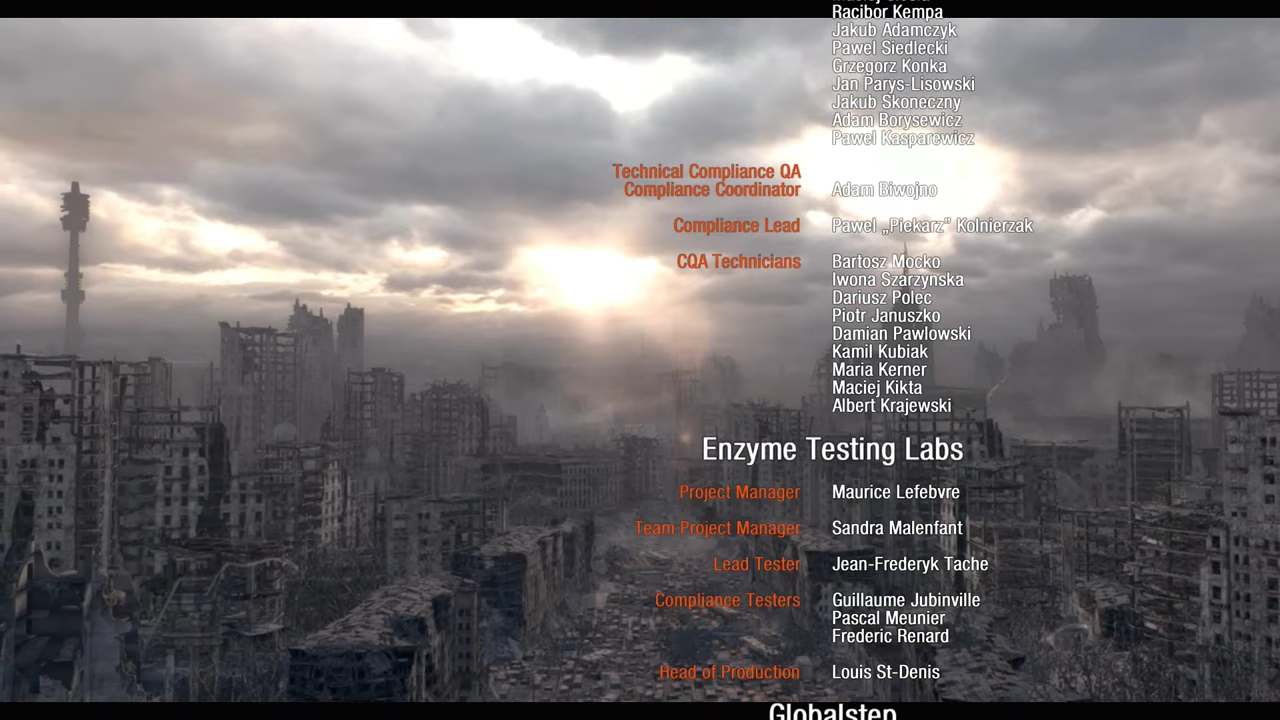 Racibor Kempa
Jakub Adamczyk
Pawel Siedlecki
Grzegorz Konka
Jan Parys-Lisowski
Jakub Skoneczny
Adam Borysewicz
Pawel Kasparewicz
Technical Compliance QA
Compliance Coordinator Adam Biwojno
Compliance Lead Pawel „Piekarz” Kolnierzak
CQA Technicians Bartosz Mocko
Iwona Szarzynska
Dariusz Polec
Piotr Januszko
Damian Pawlowski
Kamil Kubiak
Maria Kerner
Maciej Kikta
Albert Krajewski
Enzyme Testing Labs
Project Manager Maurice Lefebvre
Team Project Manager Sandra Malenfant
Lead Tester Jean-Frederyk Tache
Compliance Testers Guillaume Jubinville
Pascal Meunier
Frederic Renard
Head of Production Louis St-Denis
Globalstep